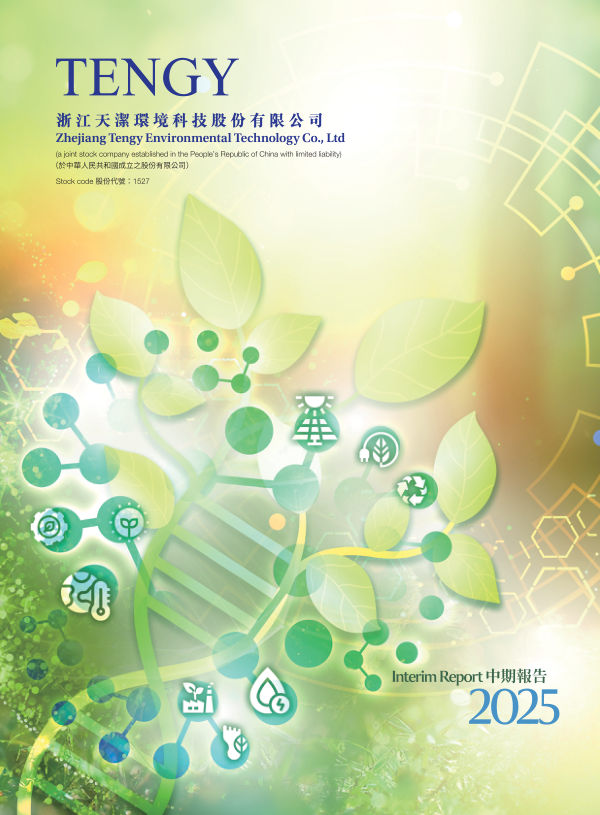 TENGY
浙江天潔環境科技股份有限公司
Zhejiang Tengy Environmental Technology Co., Ltd
(a joint stock company established in the People's Republic of China with limited liability)
(於中華人民共和國成立之股份有限公司)
Stock code 股份代號：1527
Interim Report 中期報告
2025